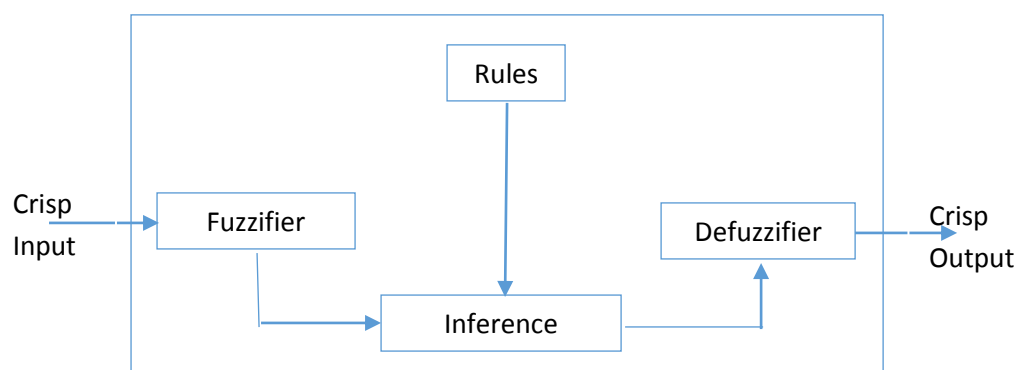 Rules
Crisp
Input
Fuzzifier
Defuzzifier
Crisp
Output
Inference